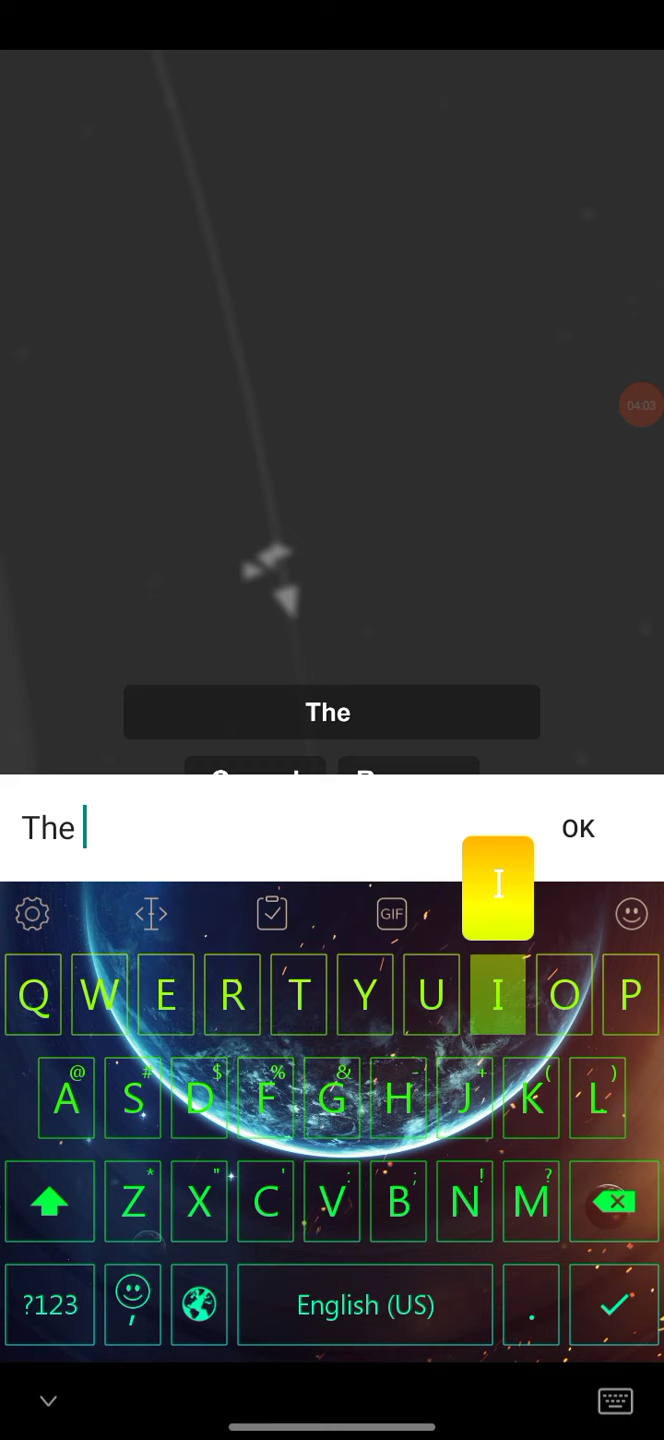 04:03
The
The
OK
I
GIF
Q W E R T Y U I O P
@ # $ % & - + ( )
A S D F G H J K L
* " ' : ; ! ?
Z X C V B N M
?123 , English (US) .